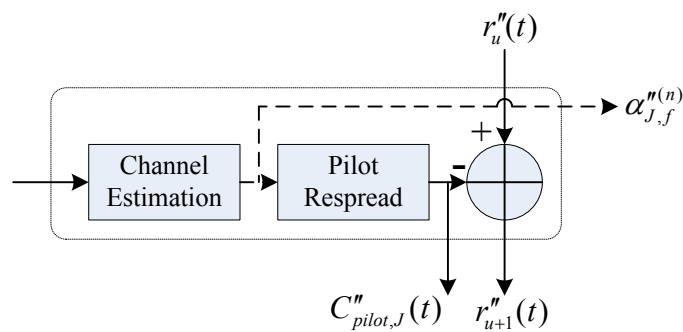 r''_u(t)
α''^{(n)}_{J,f}
+
-
Channel
Estimation
Pilot
Respread
C''_{pilot,J}(t)
r''_{u+1}(t)